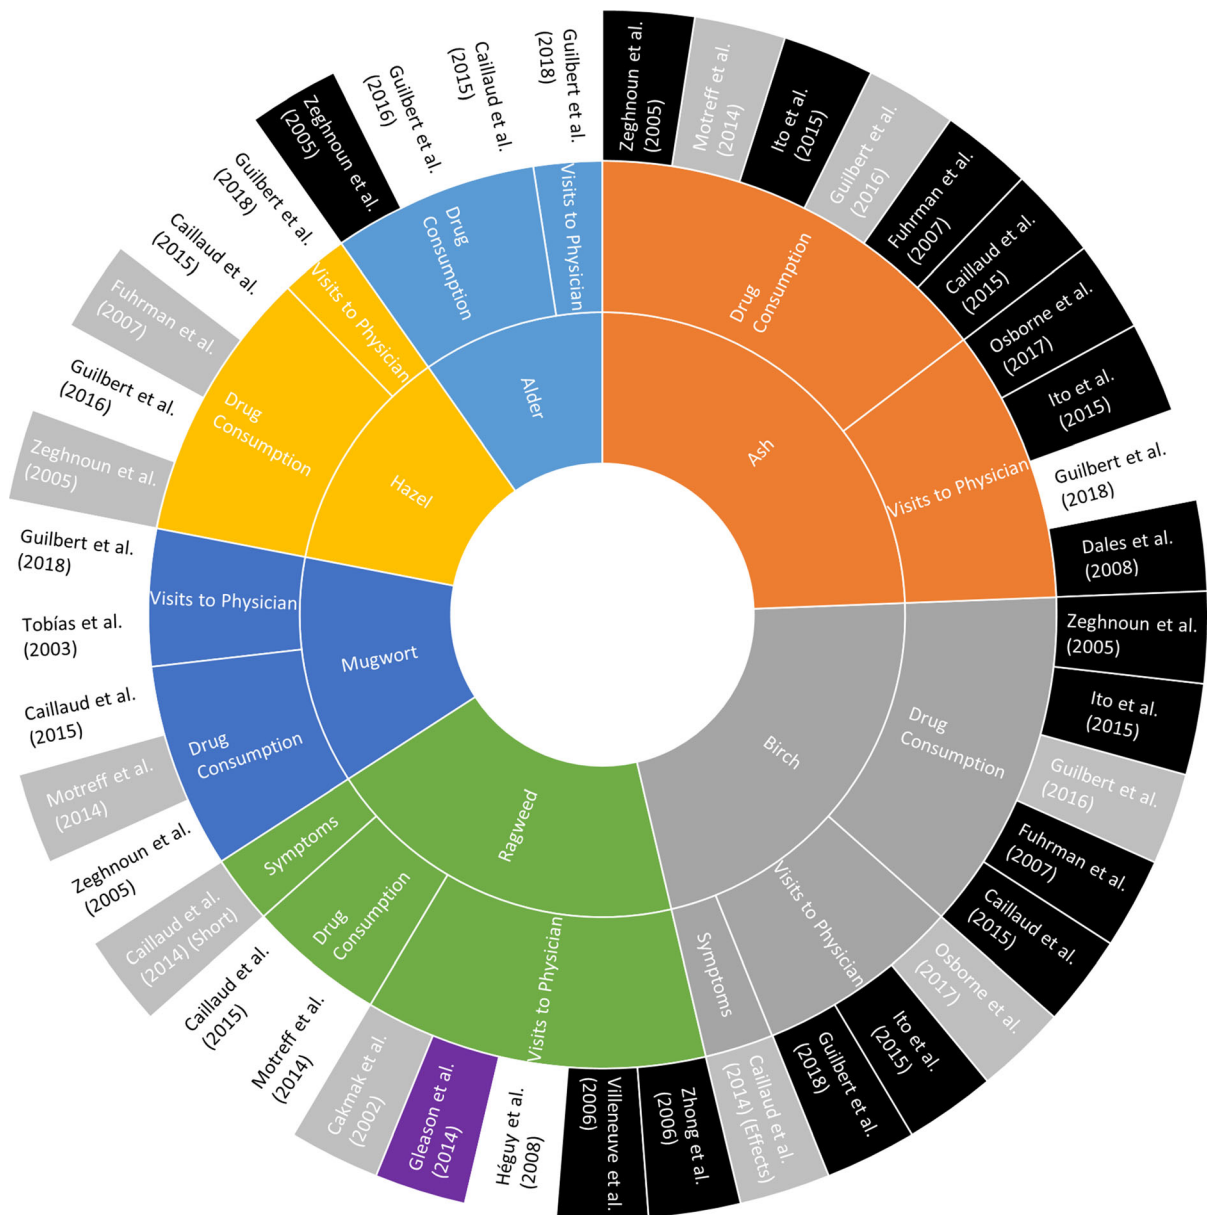 Ash
Drug
Consumption
Zeghnoun et al.
(2005)
Motreff et al.
(2014)
Ito et al.
(2015)
Guilbert et al.
(2016)
Fuhrman et al.
(2007)
Caillaud et al.
(2015)
Visits to Physician
Osborne et al.
(2017)
Ito et al.
(2015)
Guilbert et al.
(2018)
Dales et al.
(2008)
Birch
Drug
Consumption
Zeghnoun et al.
(2005)
Ito et al.
(2015)
Guilbert et al.
(2016)
Fuhrman et al.
(2007)
Caillaud et al.
(2015)
Visits to Physician
Osborne et al.
(2017)
Ito et al.
(2015)
Guilbert et al.
(2018)
Symptoms
Caillaud et al.
(2014) (Effects)
Ragweed
Visits to Physician
Zhong et al.
(2006)
Villeneuve et al.
(2006)
Héguy et al.
(2008)
Gleason et al.
(2014)
Cakmak et al.
(2002)
Drug
Consumption
Motreff et al.
(2014)
Caillaud et al.
(2015)
Symptoms
Caillaud et al.
(2014) (Short)
Mugwort
Drug
Consumption
Zeghnoun et al.
(2005)
Motreff et al.
(2014)
Caillaud et al.
(2015)
Visits to Physician
Tobías et al.
(2003)
Guilbert et al.
(2018)
Hazel
Drug
Consumption
Zeghnoun et al.
(2005)
Guilbert et al.
(2016)
Fuhrman et al.
(2007)
Caillaud et al.
(2015)
Visits to Physician
Guilbert et al.
(2018)
Alder
Drug
Consumption
Zeghnoun et al.
(2005)
Guilbert et al.
(2016)
Caillaud et al.
(2015)
Visits to Physician
Guilbert et al.
(2018)